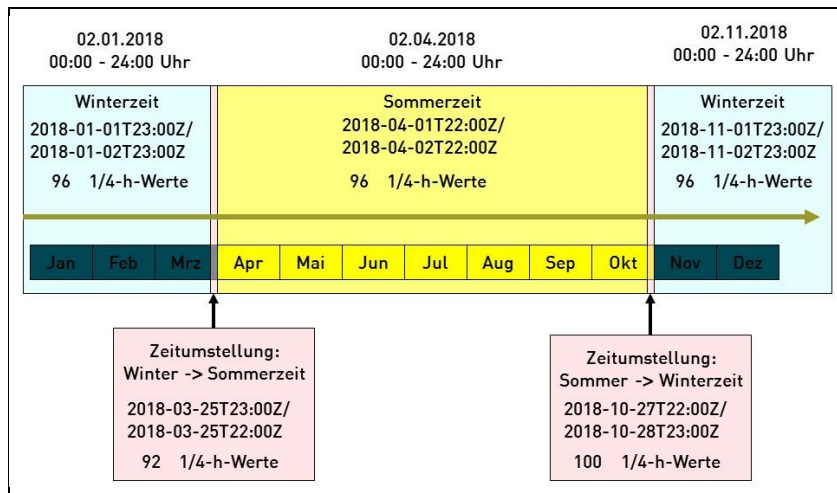 02.01.2018
00:00 - 24:00 Uhr
02.04.2018
00:00 - 24:00 Uhr
02.11.2018
00:00 - 24:00 Uhr
Winterzeit
2018-01-01T23:00Z/
2018-01-02T23:00Z
96 1/4-h-Werte
Sommerzeit
2018-04-01T22:00Z/
2018-04-02T22:00Z
96 1/4-h-Werte
Winterzeit
2018-11-01T23:00Z/
2018-11-02T23:00Z
96 1/4-h-Werte
Jan Feb Mrz Apr Mai Jun Jul Aug Sep Okt Nov Dez
Zeitumstellung:
Winter -> Sommerzeit
2018-03-25T23:00Z/
2018-03-25T22:00Z
92 1/4-h-Werte
Zeitumstellung:
Sommer -> Winterzeit
2018-10-27T22:00Z/
2018-10-28T23:00Z
100 1/4-h-Werte